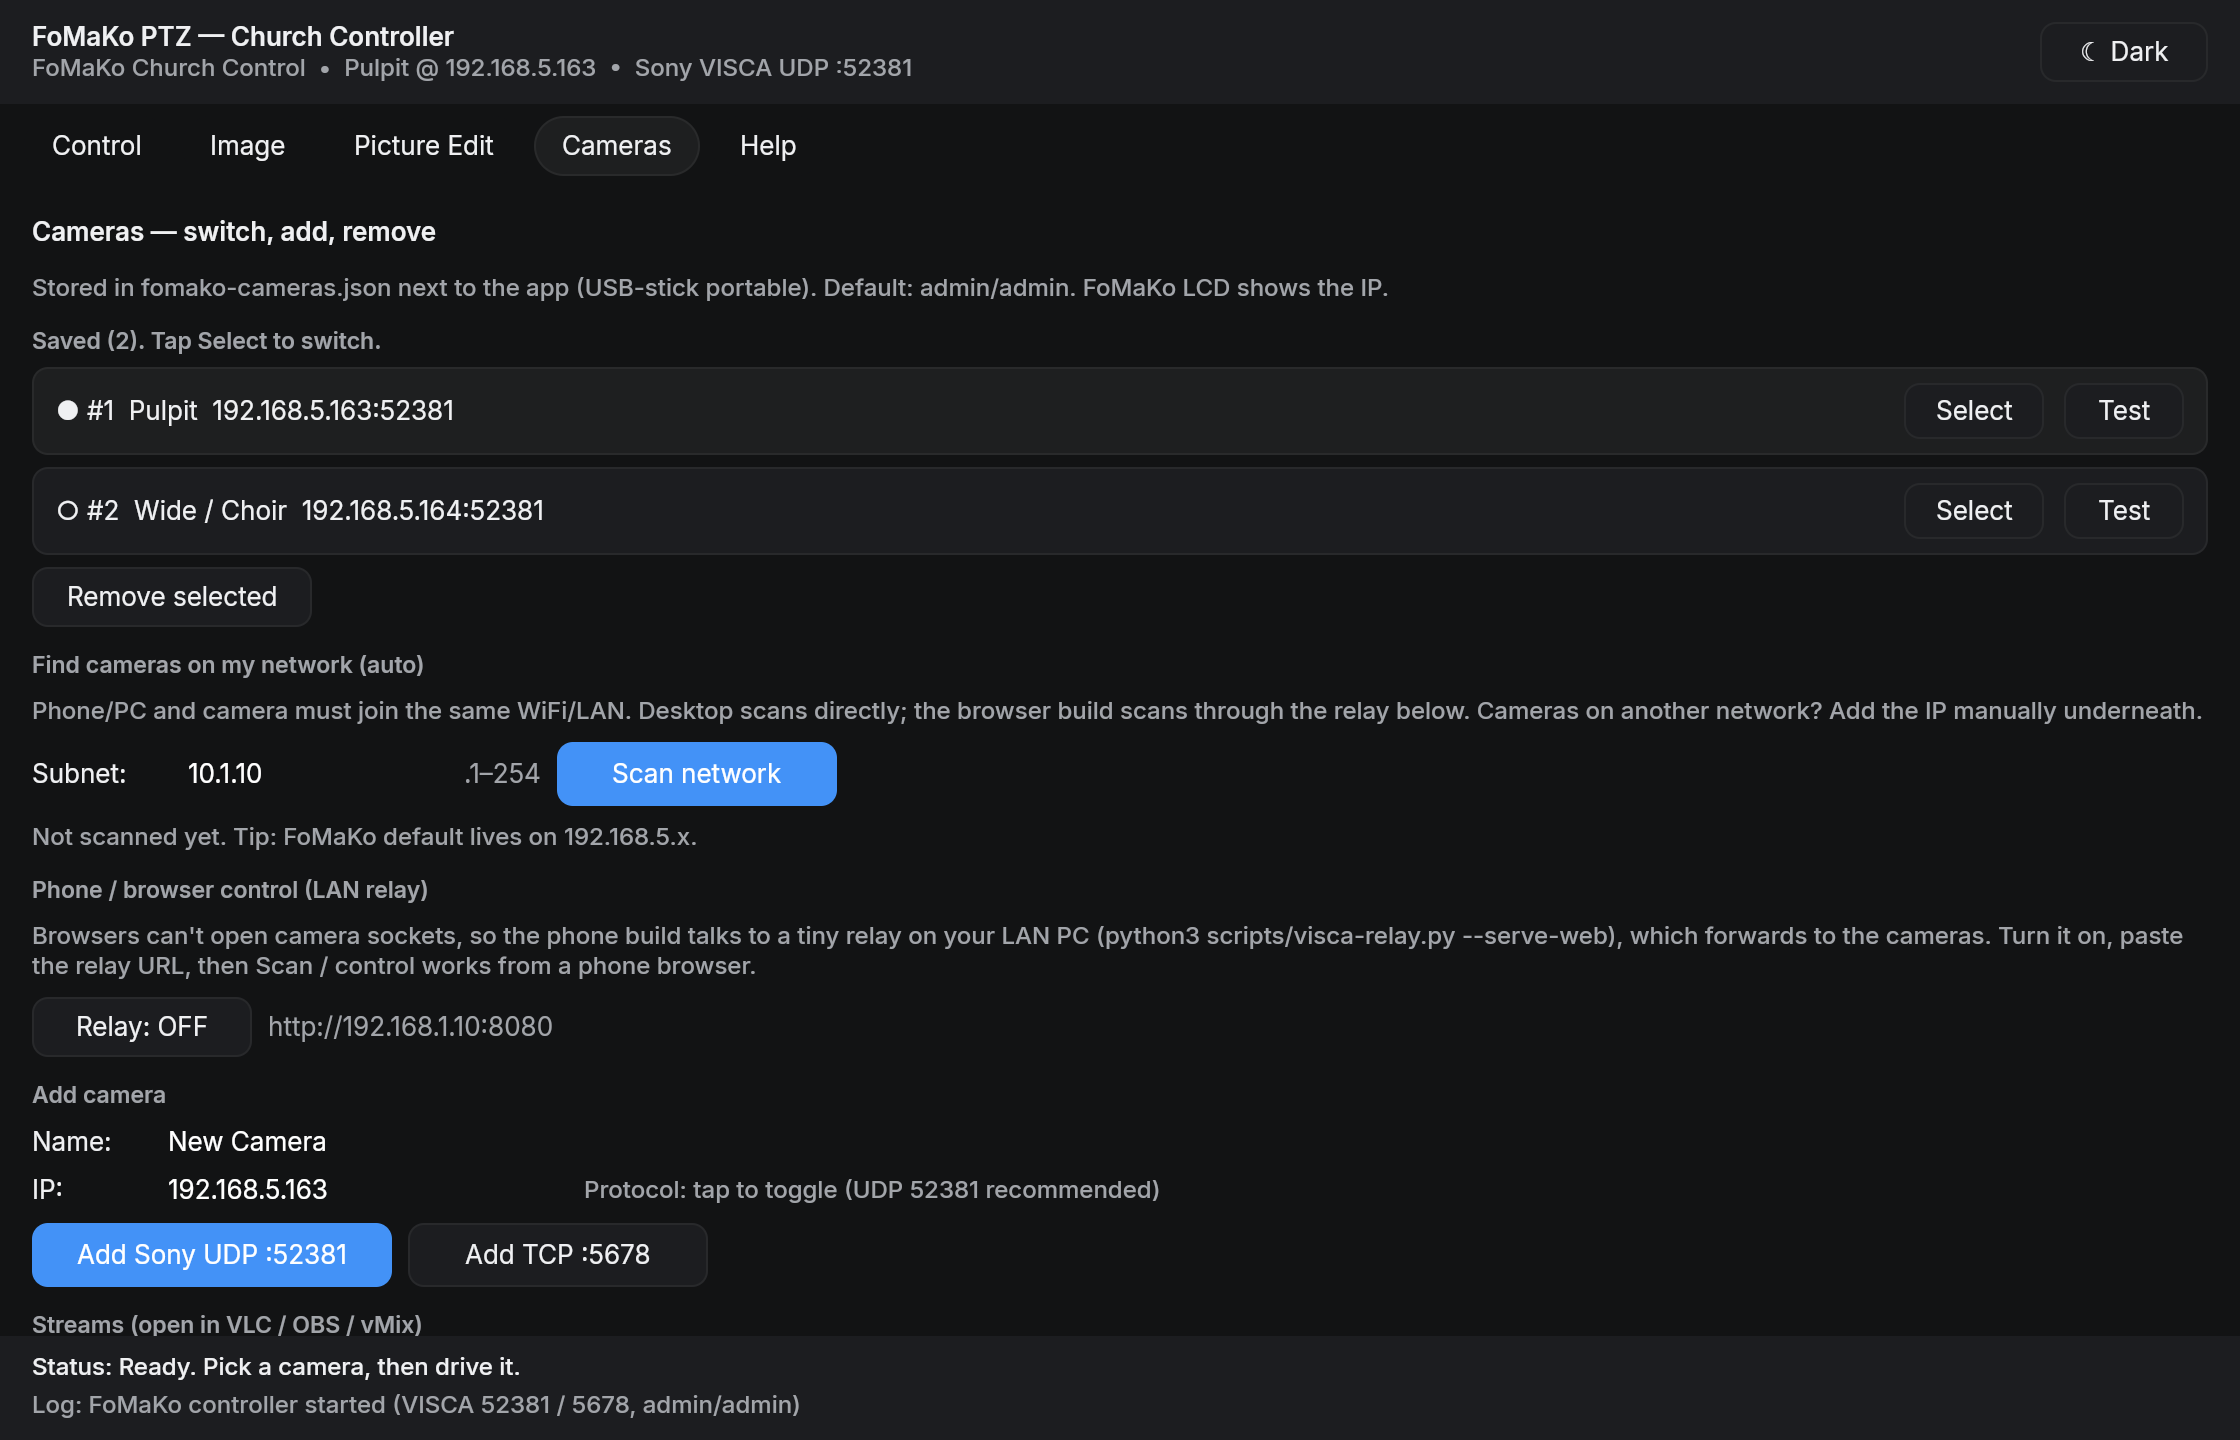 FoMaKo PTZ — Church Controller
FoMaKo Church Control • Pulpit @ 192.168.5.163 • Sony VISCA UDP :52381
☾ Dark
Control Image Picture Edit Cameras Help
Cameras — switch, add, remove
Stored in fomako-cameras.json next to the app (USB-stick portable). Default: admin/admin. FoMaKo LCD shows the IP.
Saved (2). Tap Select to switch.
#1 Pulpit 192.168.5.163:52381 Select Test
#2 Wide / Choir 192.168.5.164:52381 Select Test
Remove selected
Find cameras on my network (auto)
Phone/PC and camera must join the same WiFi/LAN. Desktop scans directly; the browser build scans through the relay below. Cameras on another network? Add the IP manually underneath.
Subnet: 10.1.10 .1–254 Scan network
Not scanned yet. Tip: FoMaKo default lives on 192.168.5.x.
Phone / browser control (LAN relay)
Browsers can't open camera sockets, so the phone build talks to a tiny relay on your LAN PC (python3 scripts/visca-relay.py --serve-web), which forwards to the cameras. Turn it on, paste
the relay URL, then Scan / control works from a phone browser.
Relay: OFF http://192.168.1.10:8080
Add camera
Name: New Camera
IP: 192.168.5.163 Protocol: tap to toggle (UDP 52381 recommended)
Add Sony UDP :52381 Add TCP :5678
Streams (open in VLC / OBS / vMix)
Status: Ready. Pick a camera, then drive it.
Log: FoMaKo controller started (VISCA 52381 / 5678, admin/admin)